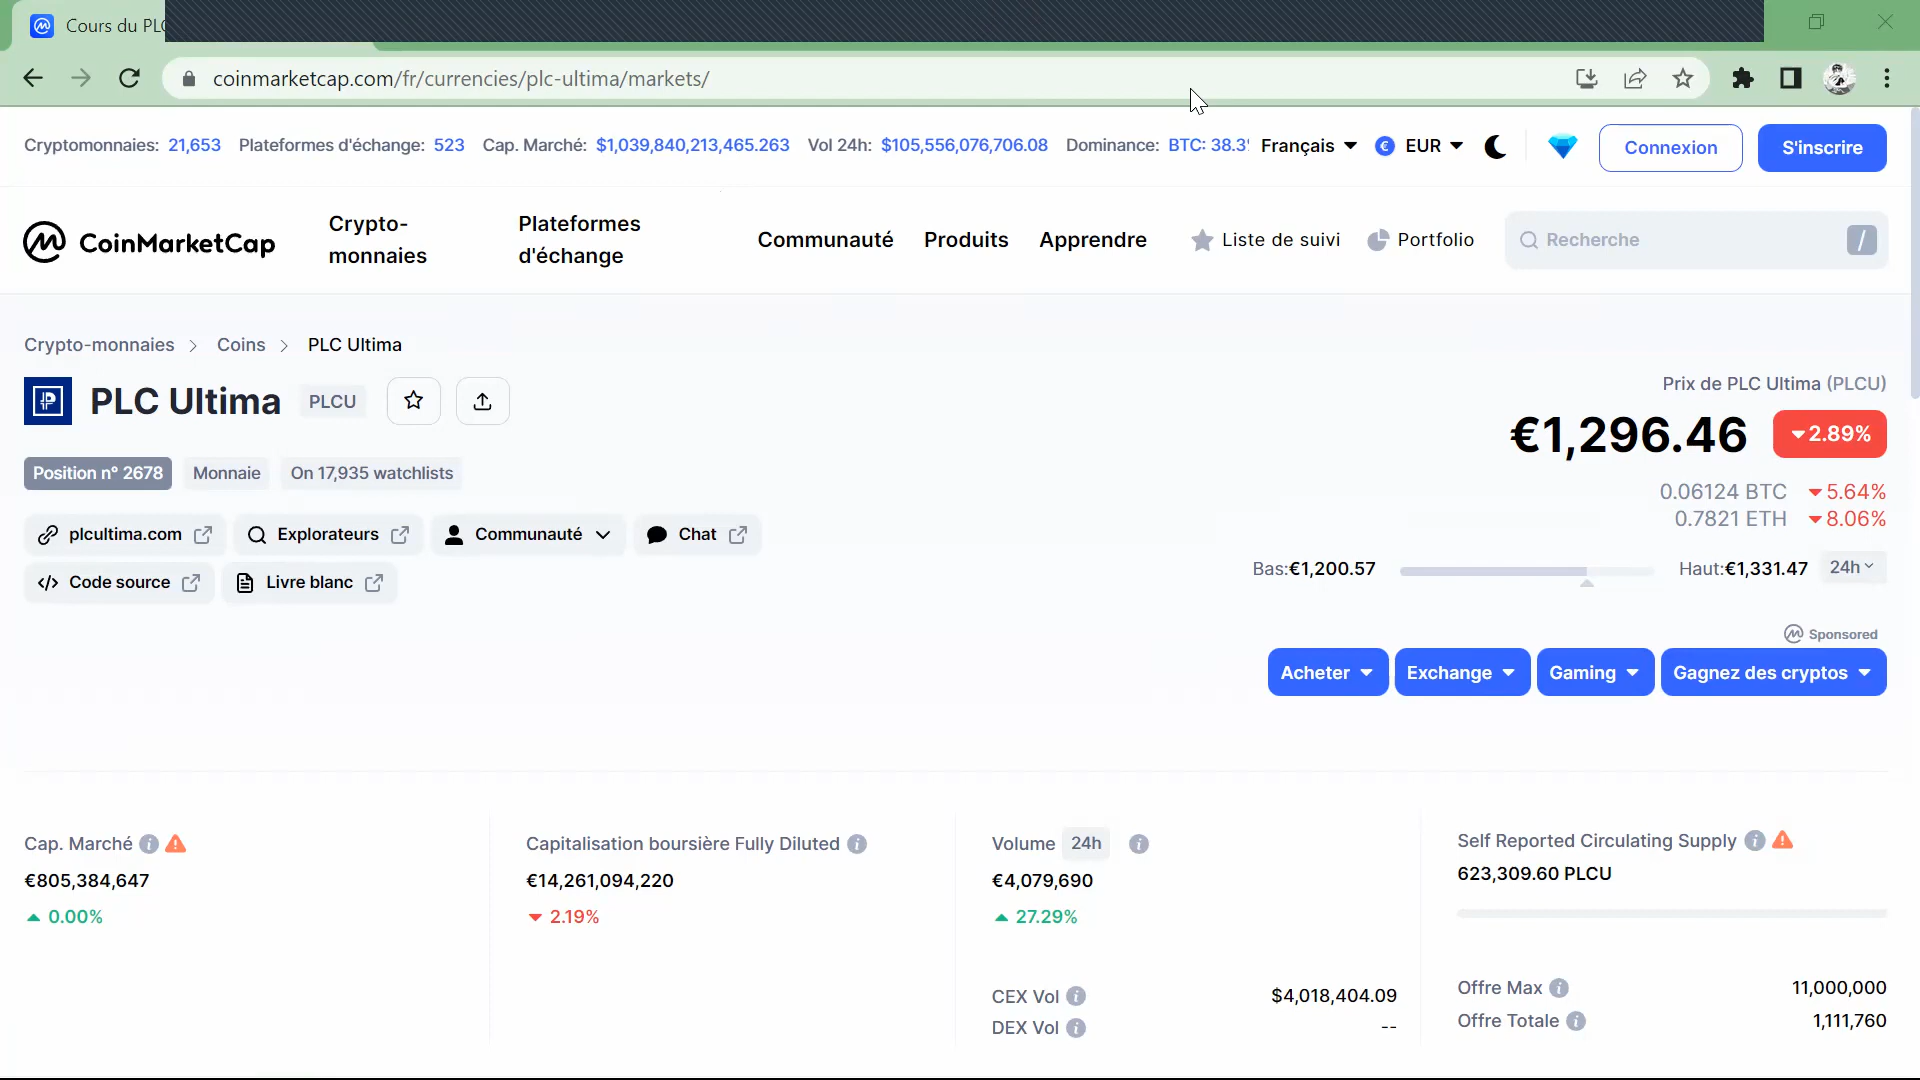 Cours du PLC
coinmarketcap.com/fr/currencies/plc-ultima/markets/
Cryptomonnaies: 21,653 Plateformes d'échange: 523 Cap. Marché: $1,039,840,213,465.263 Vol 24h: $105,556,076,706.08 Dominance: BTC: 38.3 Français EUR Connexion S'inscrire
CoinMarketCap
Crypto-
monnaies
Plateformes
d'échange
Communauté Produits Apprendre Liste de suivi Portfolio Recherche /
Crypto-monnaies > Coins > PLC Ultima
PLC Ultima PLCU
Position n° 2678 Monnaie On 17,935 watchlists
plcultima.com Explorateurs Communauté Chat
Code source Livre blanc
Prix de PLC Ultima (PLCU)
€1,296.46 2.89%
0.06124 BTC 5.64%
0.7821 ETH 8.06%
Bas:€1,200.57 Haut:€1,331.47 24h
Sponsored
Acheter Exchange Gaming Gagnez des cryptos
Cap. Marché
€805,384,647
0.00%
Capitalisation boursière Fully Diluted
€14,261,094,220
2.19%
Volume 24h
€4,079,690
27.29%
CEX Vol $4,018,404.09
DEX Vol --
Self Reported Circulating Supply
623,309.60 PLCU
Offre Max 11,000,000
Offre Totale 1,111,760